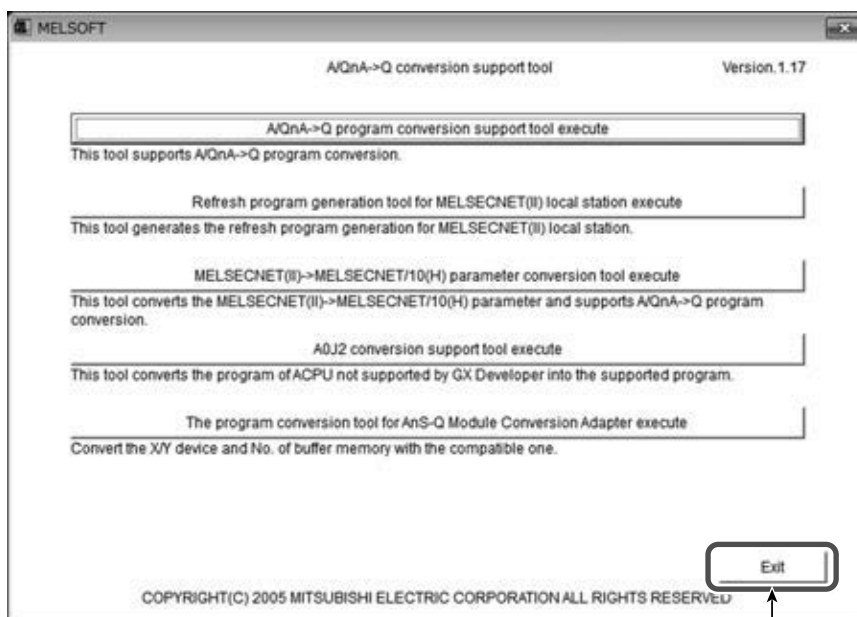 MELSOFT
A/QnA->Q conversion support tool Version.1.17
A/QnA->Q program conversion support tool execute
This tool supports A/QnA->Q program conversion.
Refresh program generation tool for MELSECNET(II) local station execute
This tool generates the refresh program generation for MELSECNET(II) local station.
MELSECNET(II)->MELSECNET/10(H) parameter conversion tool execute
This tool converts the MELSECNET(II)->MELSECNET/10(H) parameter and supports A/QnA->Q program
conversion.
A0J2 conversion support tool execute
This tool converts the program of ACPU not supported by GX Developer into the supported program.
The program conversion tool for AnS-Q Module Conversion Adapter execute
Convert the X/Y device and No. of buffer memory with the compatible one.
Exit
COPYRIGHT(C) 2005 MITSUBISHI ELECTRIC CORPORATION ALL RIGHTS RESERVED